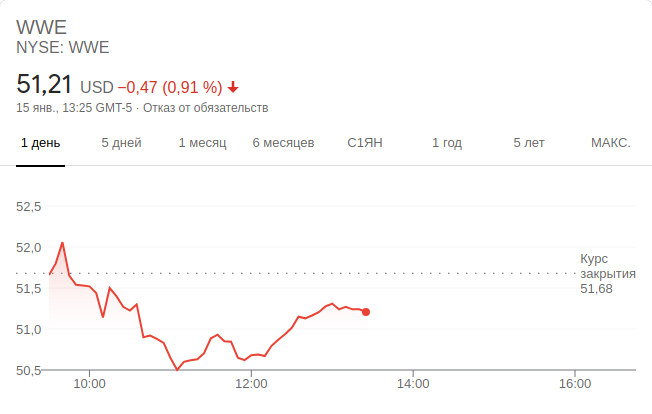 WWE
NYSE: WWE
51,21 USD −0,47 (0,91 %)
15 янв., 13:25 GMT-5 · Отказ от обязательств
1 день 5 дней 1 месяц 6 месяцев С1ЯН 1 год 5 лет МАКС.
52,5
52,0
Курс
закрытия
51,68
51,5
51,0
50,5
10:00 12:00 14:00 16:00